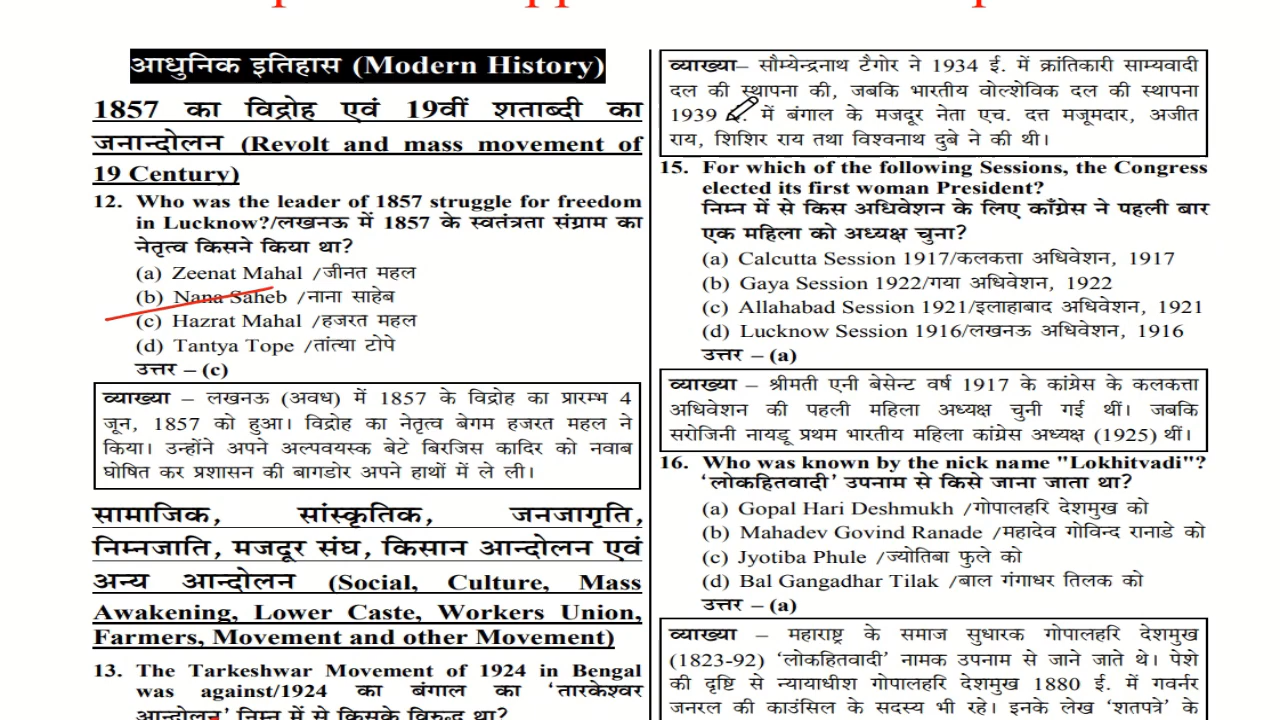 आधुनिक इतिहास (Modern History)
1857 का विद्रोह एवं 19वीं शताब्दी का
जनान्दोलन (Revolt and mass movement of
19 Century)
12. Who was the leader of 1857 struggle for freedom
in Lucknow?/लखनऊ में 1857 के स्वतंत्रता संग्राम का
नेतृत्व किसने किया था?
(a) Zeenat Mahal /जीनत महल
(b) Nana Saheb /नाना साहेब
(c) Hazrat Mahal /हजरत महल
(d) Tantya Tope /तांत्या टोपे
उत्तर – (c)
व्याख्या – लखनऊ (अवध) में 1857 के विद्रोह का प्रारम्भ 4
जून, 1857 को हुआ। विद्रोह का नेतृत्व बेगम हजरत महल ने
किया। उन्होंने अपने अल्पवयस्क बेटे बिरजिस कादिर को नवाब
घोषित कर प्रशासन की बागडोर अपने हाथों में ले ली।
सामाजिक, सांस्कृतिक, जनजागृति,
निम्नजाति, मजदूर संघ, किसान आन्दोलन एवं
अन्य आन्दोलन (Social, Culture, Mass
Awakening, Lower Caste, Workers Union,
Farmers, Movement and other Movement)
13. The Tarkeshwar Movement of 1924 in Bengal
was against/1924 का बंगाल का 'तारकेश्वर
आन्दोलन' निम्न में से किसके विरुद्ध था?
व्याख्या– सौम्येन्द्रनाथ टैगोर ने 1934 ई. में क्रांतिकारी साम्यवादी
दल की स्थापना की, जबकि भारतीय वोल्शेविक दल की स्थापना
1939 ई. में बंगाल के मजदूर नेता एच. दत्त मजूमदार, अजीत
राय, शिशिर राय तथा विश्वनाथ दुबे ने की थी।
15. For which of the following Sessions, the Congress
elected its first woman President?
निम्न में से किस अधिवेशन के लिए काँग्रेस ने पहली बार
एक महिला को अध्यक्ष चुना?
(a) Calcutta Session 1917/कलकत्ता अधिवेशन, 1917
(b) Gaya Session 1922/गया अधिवेशन, 1922
(c) Allahabad Session 1921/इलाहाबाद अधिवेशन, 1921
(d) Lucknow Session 1916/लखनऊ अधिवेशन, 1916
उत्तर – (a)
व्याख्या – श्रीमती एनी बेसेन्ट वर्ष 1917 के कांग्रेस के कलकत्ता
अधिवेशन की पहली महिला अध्यक्ष चुनी गई थीं। जबकि
सरोजिनी नायडू प्रथम भारतीय महिला कांग्रेस अध्यक्ष (1925) थीं।
16. Who was known by the nick name "Lokhitvadi"?
'लोकहितवादी' उपनाम से किसे जाना जाता था?
(a) Gopal Hari Deshmukh /गोपालहरि देशमुख को
(b) Mahadev Govind Ranade /महादेव गोविन्द रानाडे को
(c) Jyotiba Phule /ज्योतिबा फुले को
(d) Bal Gangadhar Tilak /बाल गंगाधर तिलक को
उत्तर – (a)
व्याख्या – महाराष्ट्र के समाज सुधारक गोपालहरि देशमुख
(1823-92) 'लोकहितवादी' नामक उपनाम से जाने जाते थे। पेशे
की दृष्टि से न्यायाधीश गोपालहरि देशमुख 1880 ई. में गवर्नर
जनरल की काउंसिल के सदस्य भी रहे। इनके लेख 'शतपत्रे' के